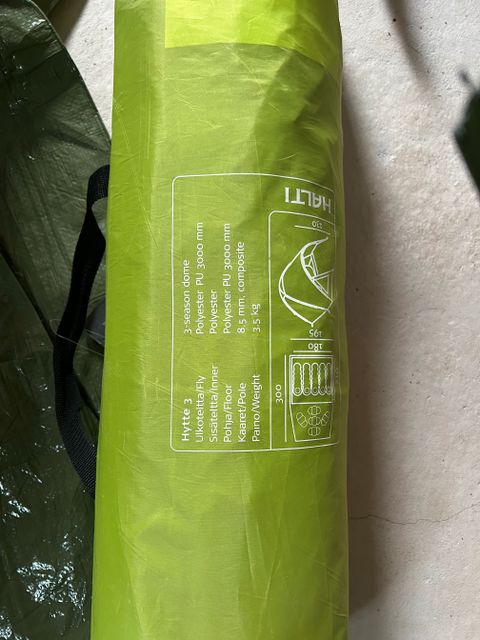 HALTI
Hytte 3 3-season dome
Ulkoteltta/Fly Polyester PU 3000 mm
Sisäteltta/Inner Polyester
Pohja/Floor Polyester PU 3000 mm
Kaaret/Pole 8.5 mm, composite
Paino/Weight 3.5 kg
300
180
195
130